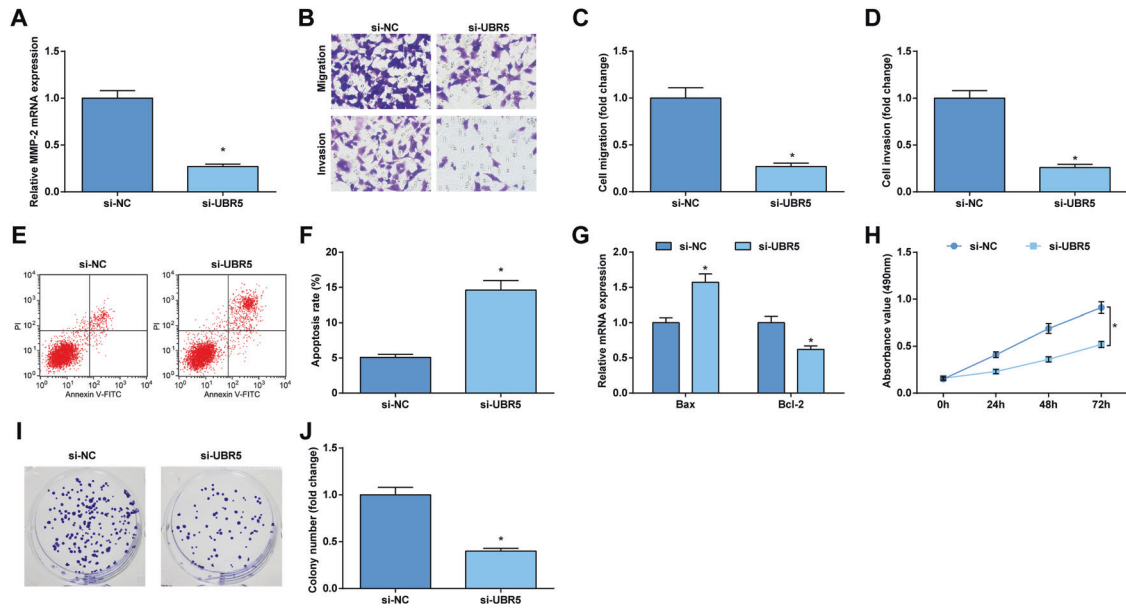 A
Relative MMP-2 mRNA expression
1.5
1.0
0.5
0.0
*
si-NC
si-UBR5
B
si-NC
si-UBR5
Migration
Invasion
C
Cell migration (fold change)
1.5
1.0
0.5
0.0
*
si-NC
si-UBR5
D
Cell invasion (fold change)
1.5
1.0
0.5
0.0
*
si-NC
si-UBR5
E
si-NC
PI
10⁴
10³
10²
10¹
10⁰
10⁰ 10¹ 10² 10³ 10⁴
Annexin V-FITC
si-UBR5
PI
10⁴
10³
10²
10¹
10⁰
10⁰ 10¹ 10² 10³ 10⁴
Annexin V-FITC
F
Apoptosis rate (%)
20
15
10
5
0
*
si-NC
si-UBR5
G
si-NC
si-UBR5
Relative mRNA expression
2.0
1.5
1.0
0.5
0.0
*
*
Bax
Bcl-2
H
si-NC
si-UBR5
Absorbance value (490nm)
1.5
1.0
0.5
0.0
*
0h 24h 48h 72h
I
si-NC
si-UBR5
J
Colony number (fold change)
1.5
1.0
0.5
0.0
*
si-NC
si-UBR5